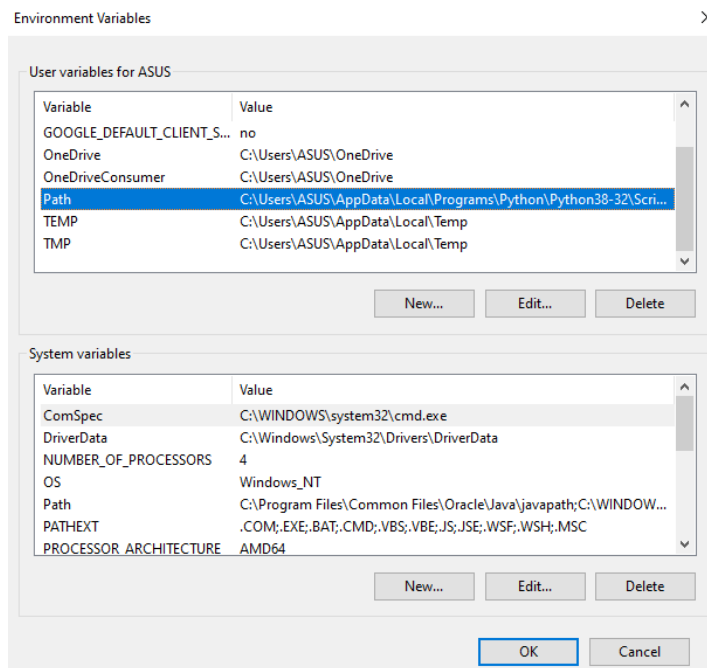 Environment Variables
User variables for ASUS
Variable Value
GOOGLE_DEFAULT_CLIENT_S... no
OneDrive C:\Users\ASUS\OneDrive
OneDriveConsumer C:\Users\ASUS\OneDrive
Path C:\Users\ASUS\AppData\Local\Programs\Python\Python38-32\Scri...
TEMP C:\Users\ASUS\AppData\Local\Temp
TMP C:\Users\ASUS\AppData\Local\Temp
New... Edit... Delete
System variables
Variable Value
ComSpec C:\WINDOWS\system32\cmd.exe
DriverData C:\Windows\System32\Drivers\DriverData
NUMBER_OF_PROCESSORS 4
OS Windows_NT
Path C:\Program Files\Common Files\Oracle\Java\javapath;C:\WINDOW...
PATHEXT .COM;.EXE;.BAT;.CMD;.VBS;.VBE;.JS;.JSE;.WSF;.WSH;.MSC
PROCESSOR_ARCHITECTURE AMD64
New... Edit... Delete
OK Cancel